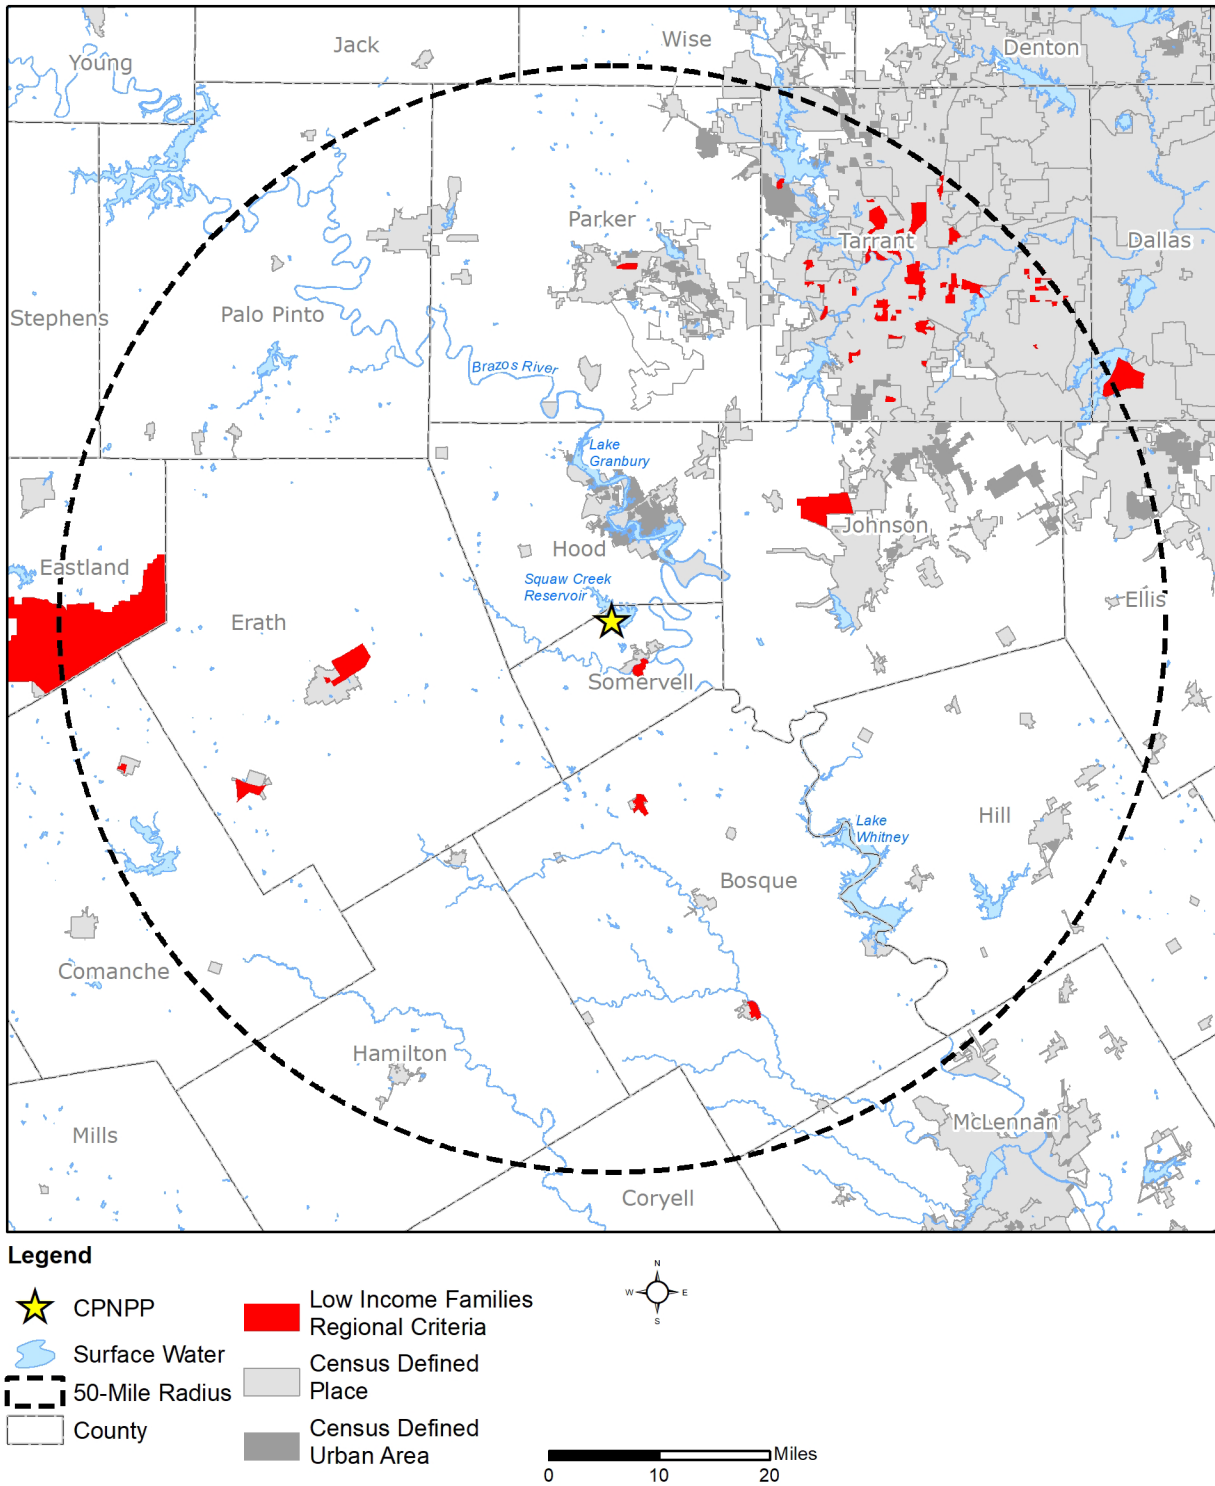 Jack
Wise
Denton
Young
Parker
Tarrant
Dallas
Stephens
Palo Pinto
Brazos River
Lake
Granbury
Johnson
Hood
Eastland
Squaw Creek
Reservoir
Ellis
Erath
Somervell
Hill
Lake
Whitney
Bosque
Comanche
Hamilton
McLennan
Mills
Coryell
Legend
CPNPP
Surface Water
50-Mile Radius
County
Low Income Families
Regional Criteria
Census Defined
Place
Census Defined
Urban Area
N
W
E
S
Miles
0
10
20